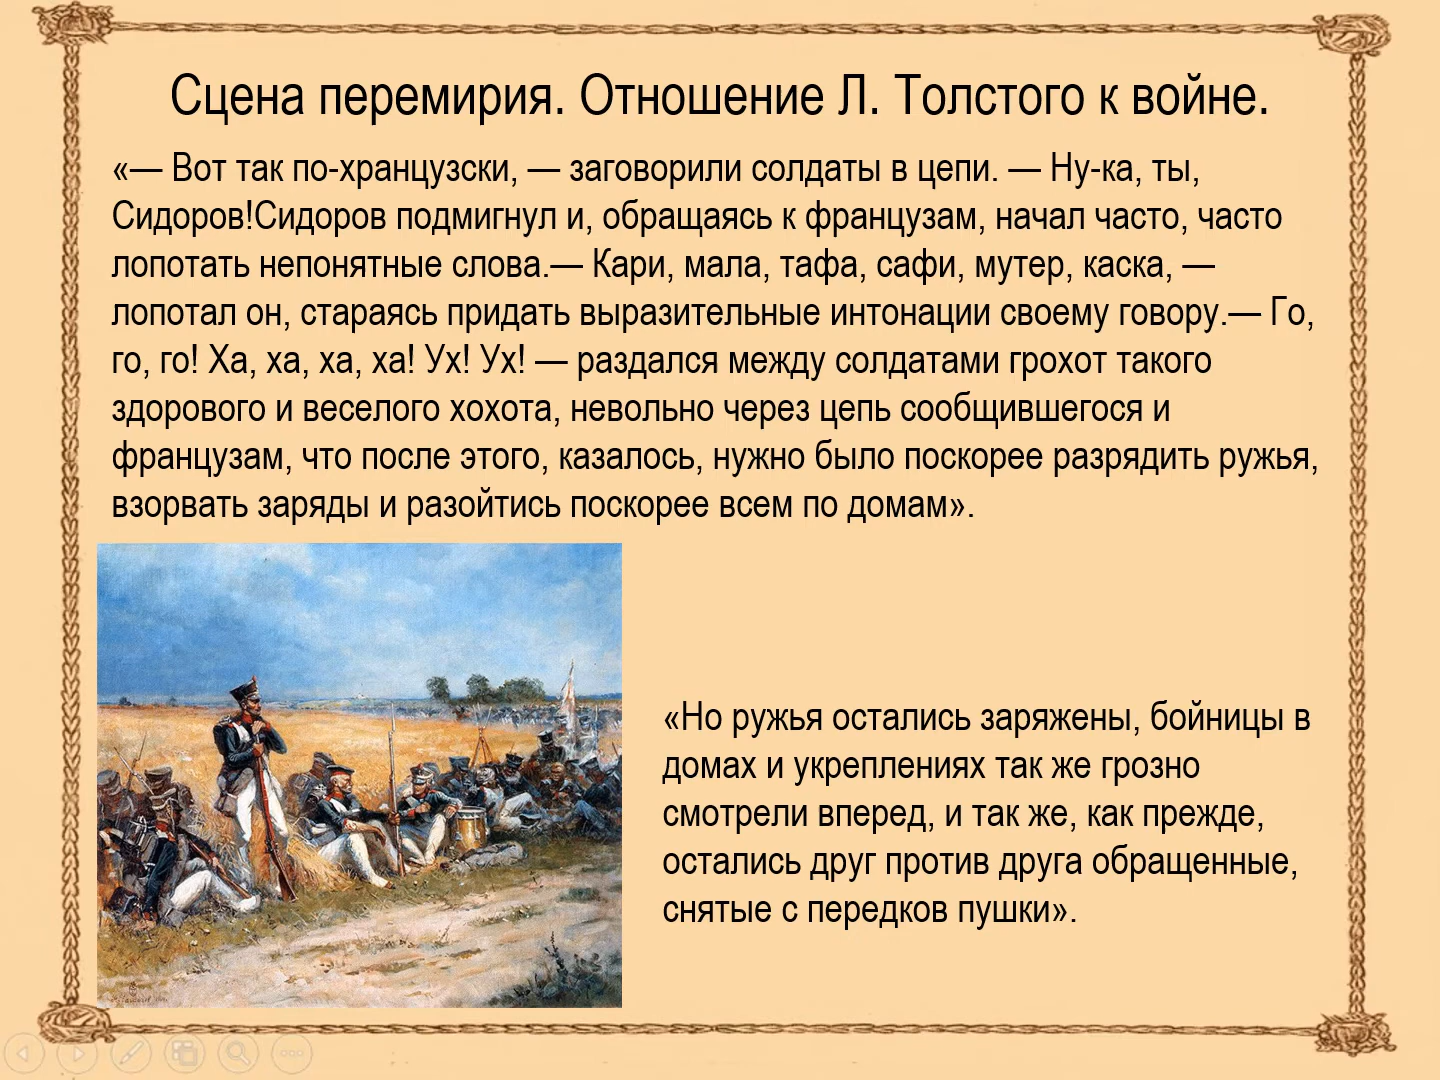 Сцена перемирия. Отношение Л. Толстого к войне.
«— Вот так по-хранцузски, — заговорили солдаты в цепи. — Ну-ка, ты,
Сидоров!Сидоров подмигнул и, обращаясь к французам, начал часто, часто
лопотать непонятные слова.— Кари, мала, тафа, сафи, мутер, каска, —
лопотал он, стараясь придать выразительные интонации своему говору.— Го,
го, го! Ха, ха, ха, ха! Ух! Ух! — раздался между солдатами грохот такого
здорового и веселого хохота, невольно через цепь сообщившегося и
французам, что после этого, казалось, нужно было поскорее разрядить ружья,
взорвать заряды и разойтись поскорее всем по домам».
«Но ружья остались заряжены, бойницы в
домах и укреплениях так же грозно
смотрели вперед, и так же, как прежде,
остались друг против друга обращенные,
снятые с передков пушки».